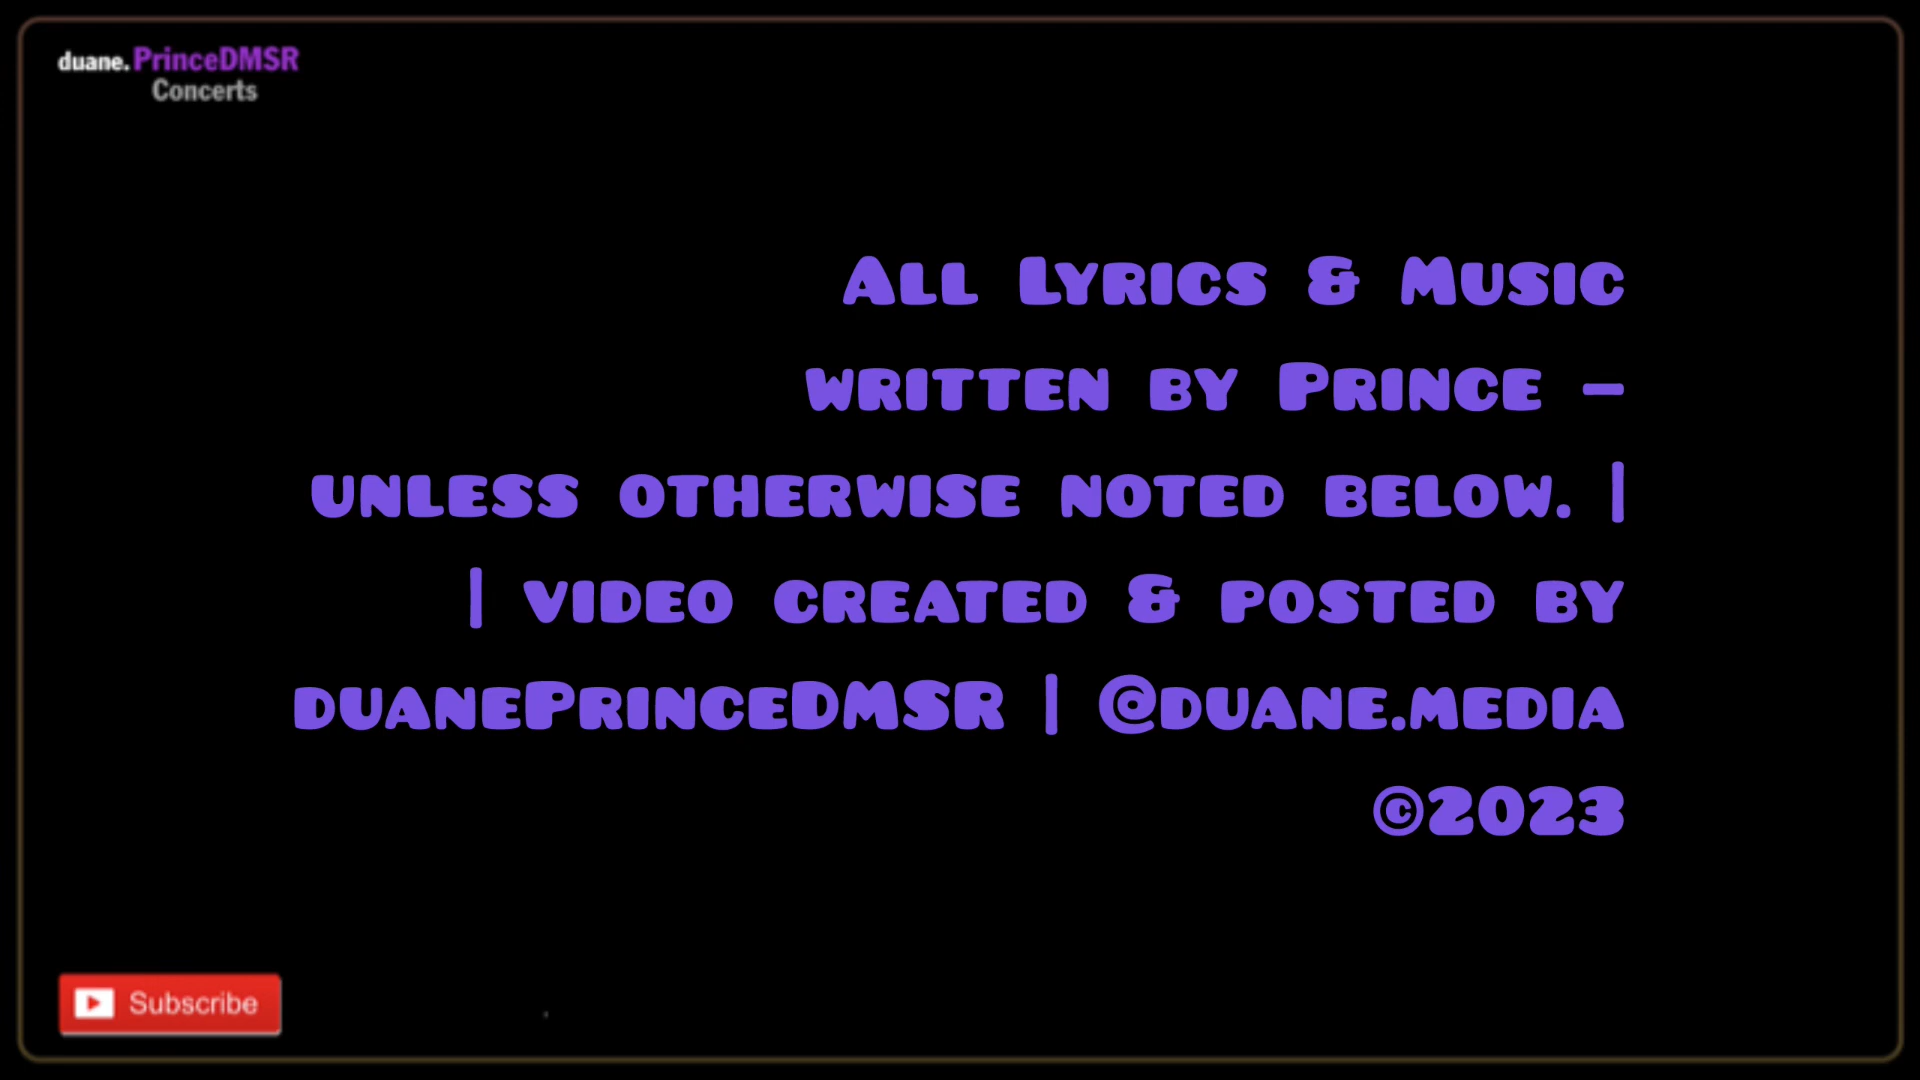 duane.PrinceDMSR
Concerts
All Lyrics & Music
written by Prince –
unless otherwise noted below. |
| video created & posted by
duanePrinceDMSR | @duane.media
©2023
Subscribe